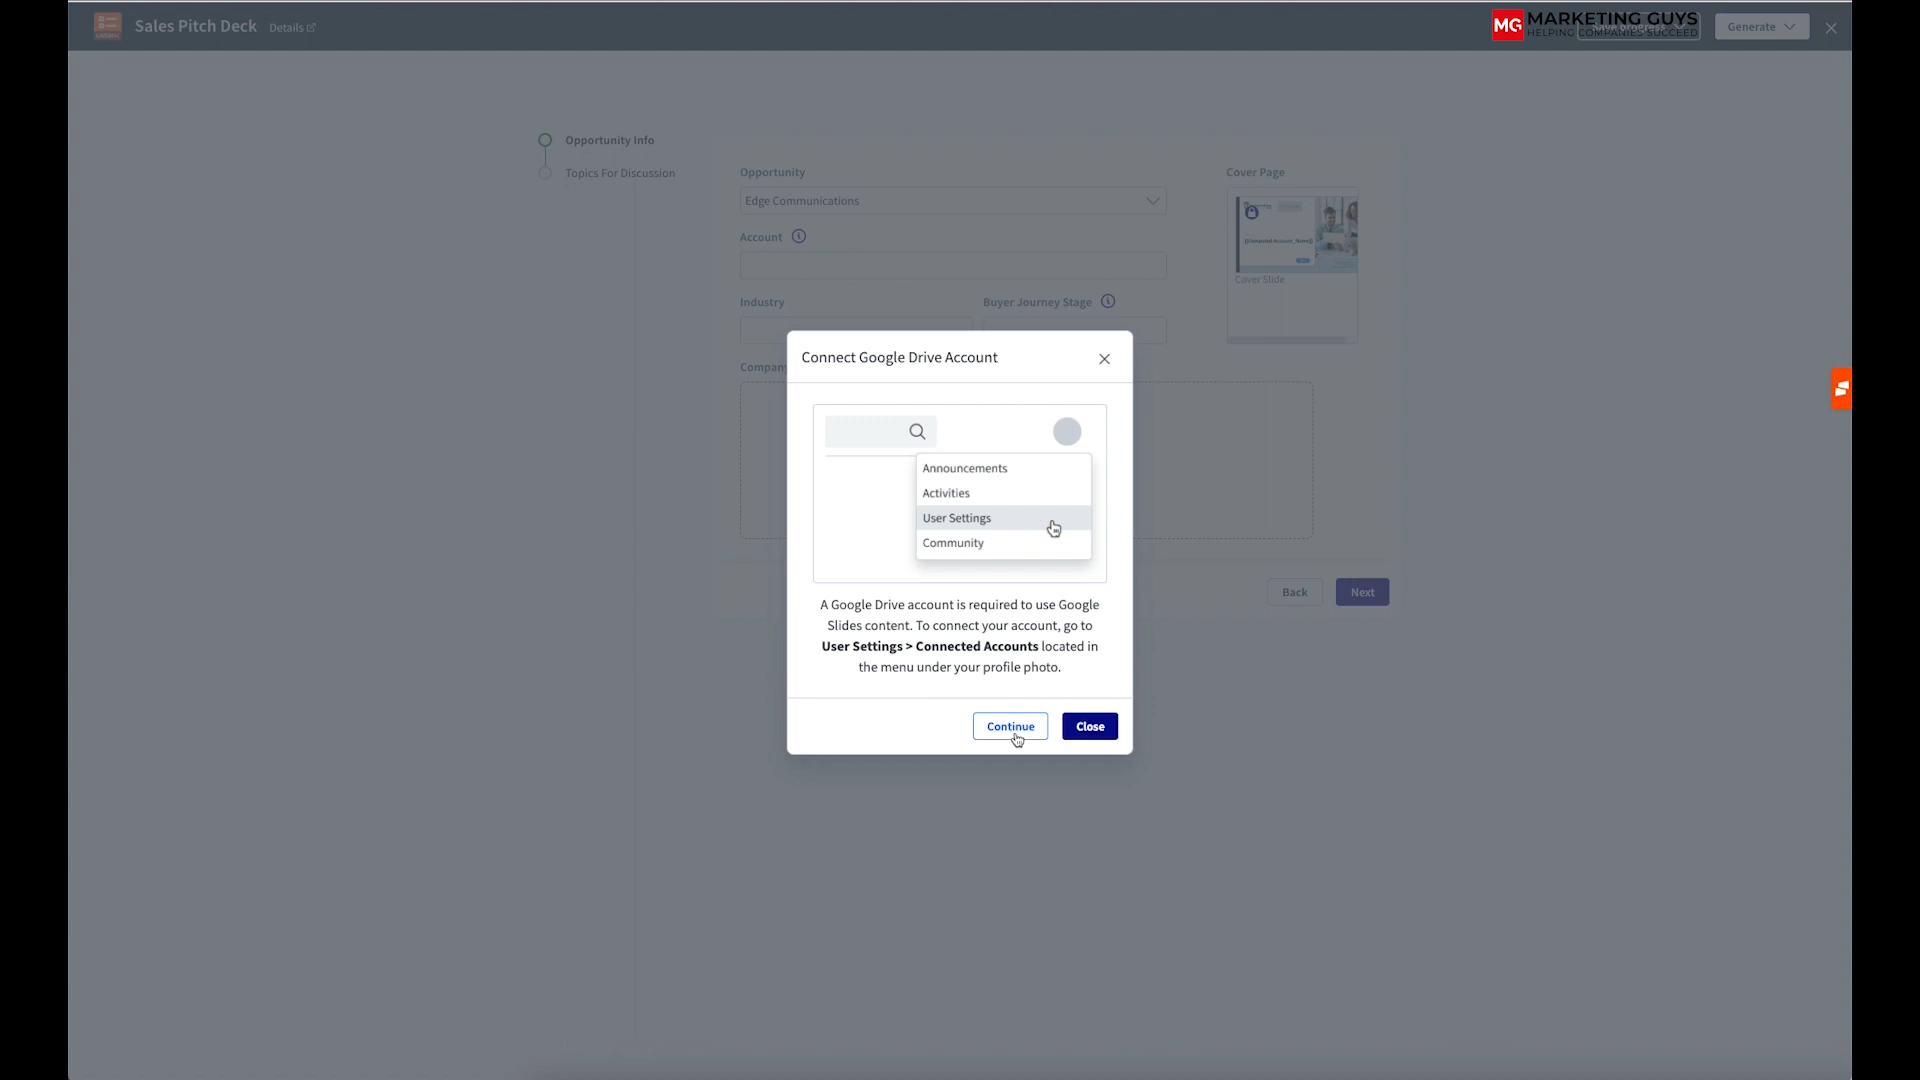 Sales Pitch Deck
Details
MG MARKETING GUYS
HELPING COMPANIES SUCCEED
Save progress
Generate
Opportunity Info
Topics For Discussion
Opportunity
Edge Communications
Account
Industry
Buyer Journey Stage
Company
Cover Page
Cover Slide
Connect Google Drive Account
Announcements
Activities
User Settings
Community
A Google Drive account is required to use Google
Slides content. To connect your account, go to
User Settings > Connected Accounts located in
the menu under your profile photo.
Continue
Close
Back
Next